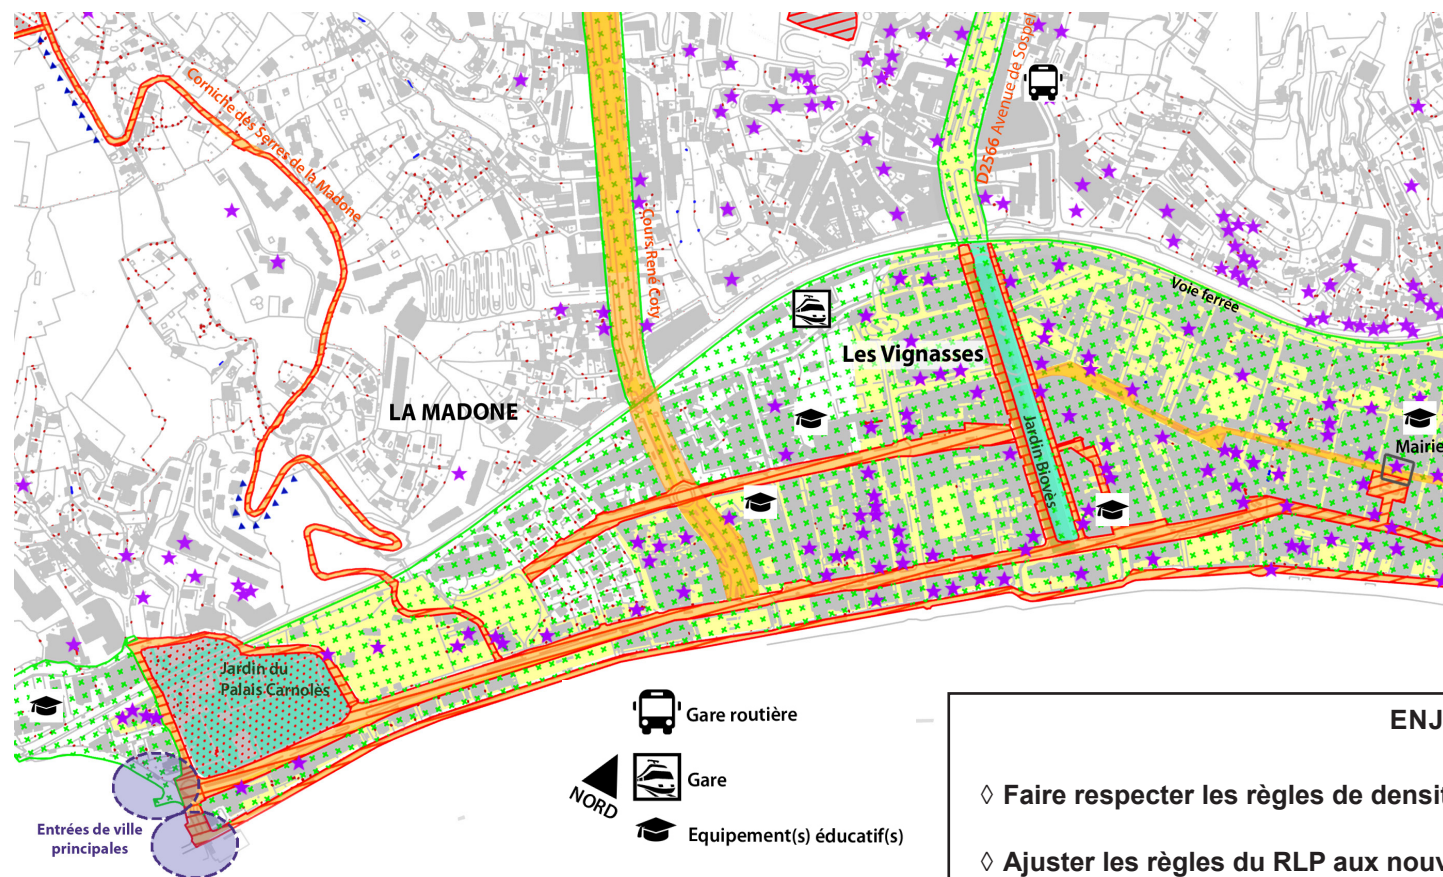 Corniche des Serres de la Madone
Cours René Coty
D2566 Avenue de Sospel
Voie ferrée
Les Vignasses
LA MADONE
Jardin Biovès
Mairie
Jardin du
Palais Carnolès
Entrées de ville
principales
Gare routière
NORD
Gare
Equipement(s) éducatif(s)
ENJ
◊ Faire respecter les règles de densit
◊ Ajuster les règles du RLP aux nouv